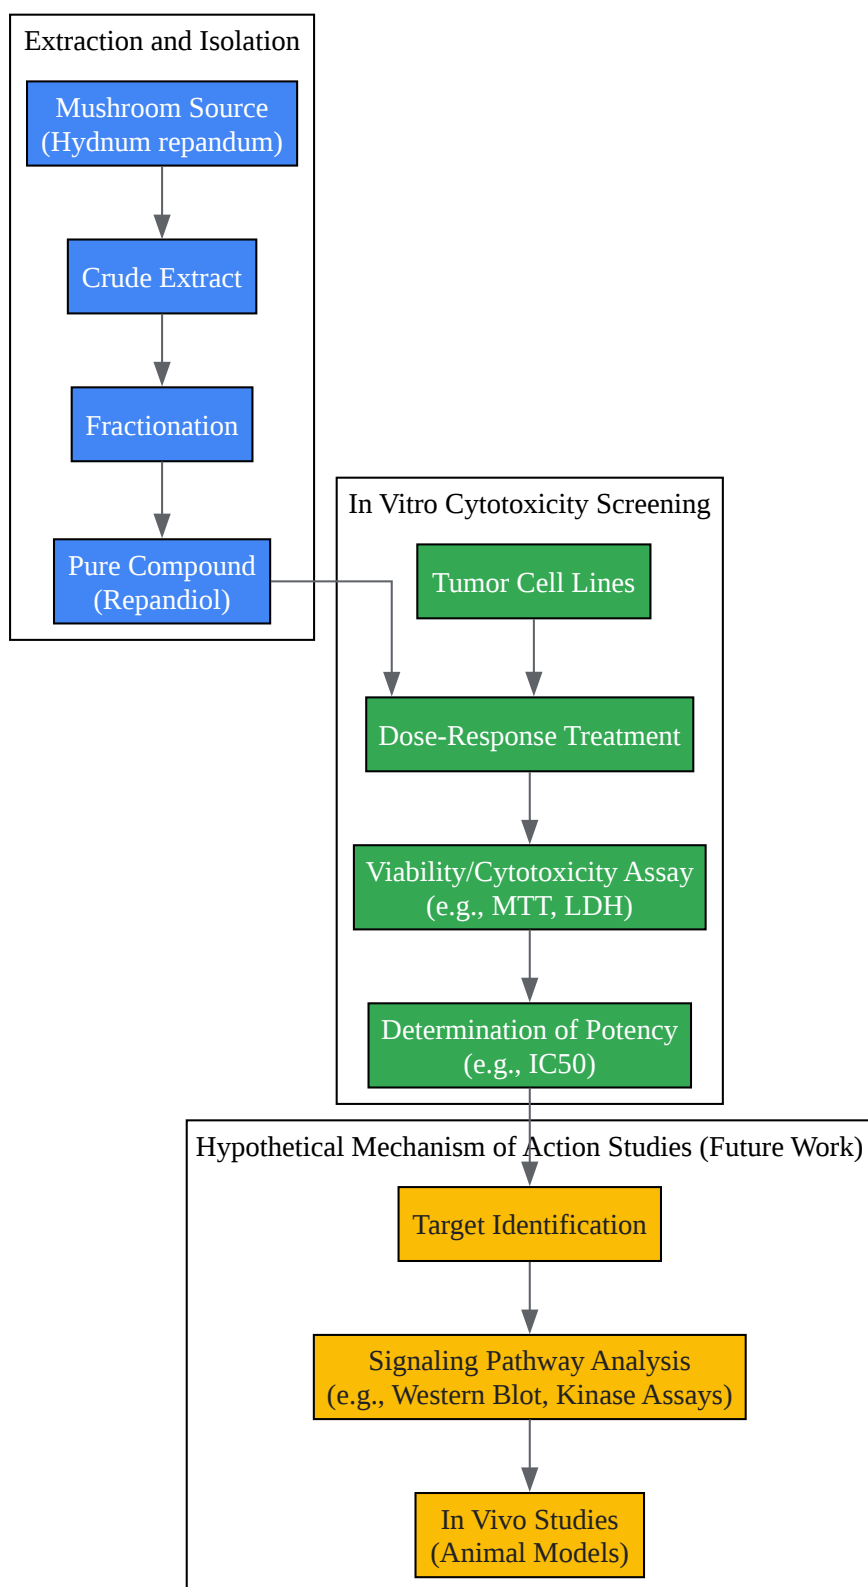 Extraction and Isolation
Mushroom Source
(Hydnum repandum)
Crude Extract
Fractionation
Pure Compound
(Repandiol)
In Vitro Cytotoxicity Screening
Tumor Cell Lines
Dose-Response Treatment
Viability/Cytotoxicity Assay
(e.g., MTT, LDH)
Determination of Potency
(e.g., IC50)
Hypothetical Mechanism of Action Studies (Future Work)
Target Identification
Signaling Pathway Analysis
(e.g., Western Blot, Kinase Assays)
In Vivo Studies
(Animal Models)